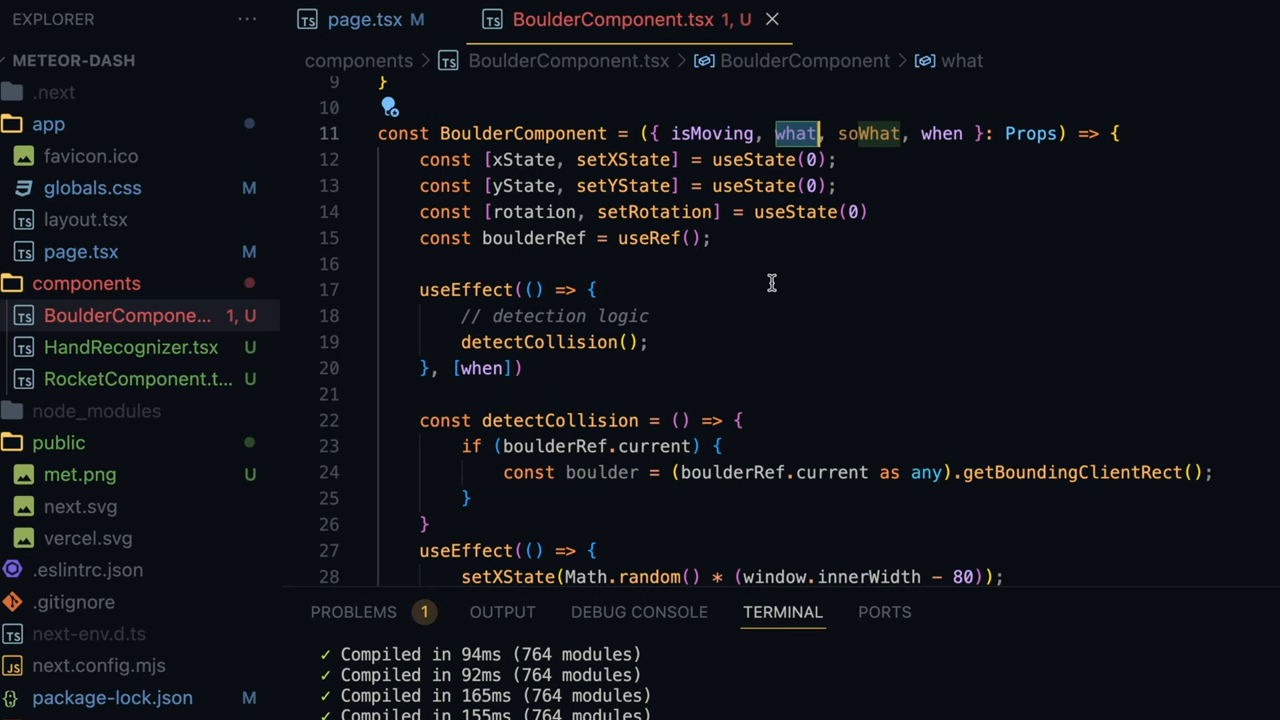 EXPLORER
METEOR-DASH
.next
app
favicon.ico
globals.css M
layout.tsx
page.tsx M
components
BoulderCompone... 1, U
HandRecognizer.tsx U
RocketComponent.t... U
node_modules
public
met.png U
next.svg
vercel.svg
.eslintrc.json
.gitignore
next-env.d.ts
next.config.mjs
package-lock.json M
page.tsx M
BoulderComponent.tsx 1, U
components > BoulderComponent.tsx > BoulderComponent > what
9 }
10
11 const BoulderComponent = ({ isMoving, what, soWhat, when }: Props) => {
12 const [xState, setXState] = useState(0);
13 const [yState, setYState] = useState(0);
14 const [rotation, setRotation] = useState(0)
15 const boulderRef = useRef();
16
17 useEffect(() => {
18 // detection logic
19 detectCollision();
20 }, [when])
21
22 const detectCollision = () => {
23 if (boulderRef.current) {
24 const boulder = (boulderRef.current as any).getBoundingClientRect();
25 }
26 }
27 useEffect(() => {
28 setXState(Math.random() * (window.innerWidth - 80));
PROBLEMS 1 OUTPUT DEBUG CONSOLE TERMINAL PORTS
✓ Compiled in 94ms (764 modules)
✓ Compiled in 92ms (764 modules)
✓ Compiled in 165ms (764 modules)
✓ Compiled in 155ms (764 modules)